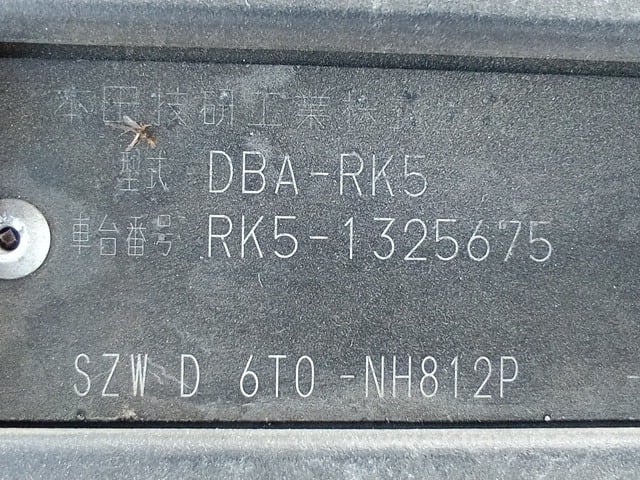 本田技研工業株
型式 DBA-RK5
車台番号 RK5-1325675
SZW D 6T0 -NH812P